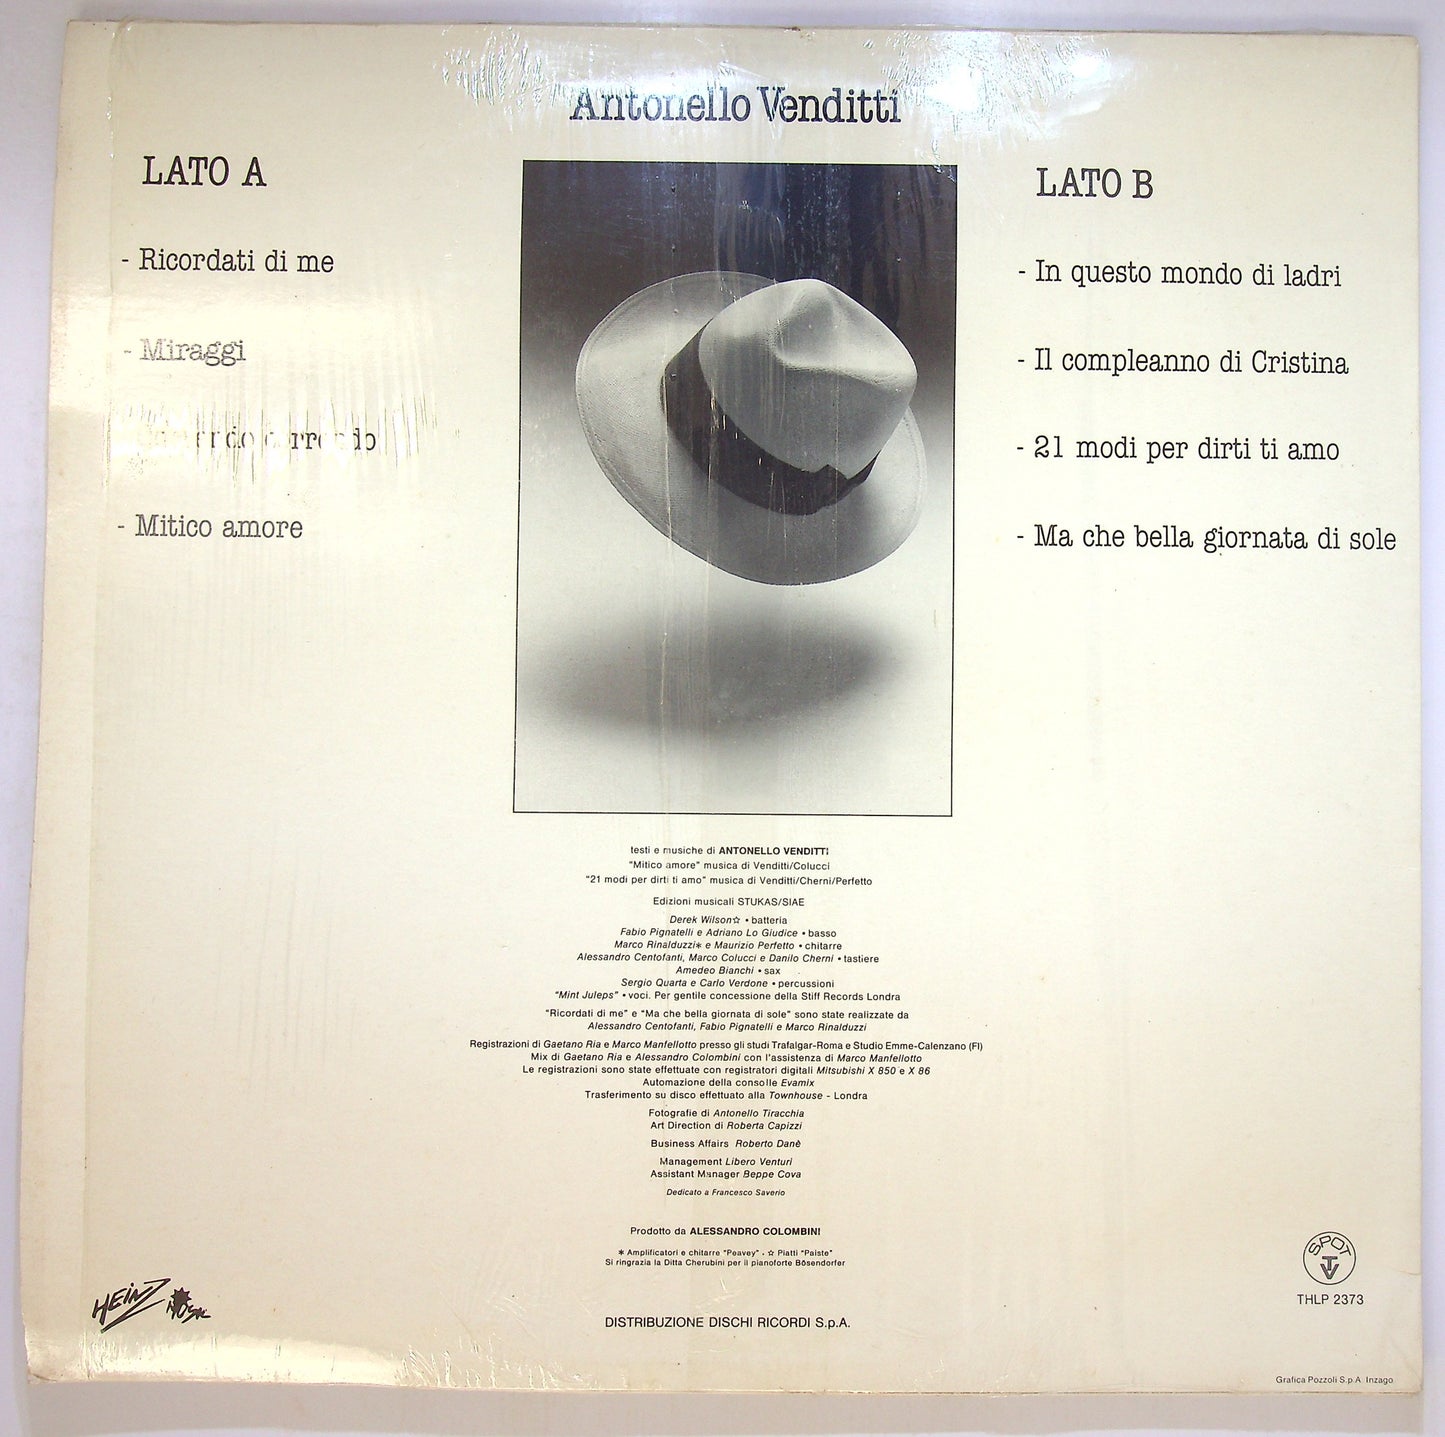 Antonello Venditti
LATO A
- Ricordati di me
- Miraggi
- Mitico amore
LATO B
- In questo mondo di ladri
- Il compleanno di Cristina
- 21 modi per dirti ti amo
- Ma che bella giornata di sole
testi e musiche di ANTONELLO VENDITTI
"Mitico amore" musica di Venditti/Colucci
"21 modi per dirti ti amo" musica di Venditti/Cherni/Perfetto
Edizioni musicali STUKAS/SIAE
Derek Wilson☆ • batteria
Fabio Pignatelli e Adriano Lo Giudice • basso
Marco Rinalduzzi* e Maurizio Perfetto • chitarre
Alessandro Centofanti, Marco Colucci e Danilo Cherni • tastiere
Amedeo Bianchi • sax
Sergio Quarta e Carlo Verdone • percussioni
"Mint Juleps" • voci. Per gentile concessione della Stiff Records Londra
"Ricordati di me" e "Ma che bella giornata di sole" sono state realizzate da
Alessandro Centofanti, Fabio Pignatelli e Marco Rinalduzzi
Registrazioni di Gaetano Ria e Marco Manfellotto presso gli studi Trafalgar-Roma e Studio Emme-Calenzano (FI)
Mix di Gaetano Ria e Alessandro Colombini con l'assistenza di Marco Manfellotto
Le registrazioni sono state effettuate con registratori digitali Mitsubishi X 850 e X 86
Automazione della consolle Evamix
Trasferimento su disco effettuato alla Townhouse - Londra
Fotografie di Antonello Tiracchia
Art Direction di Roberta Capizzi
Business Affairs Roberto Danè
Management Libero Venturi
Assistant Manager Beppe Cova
Dedicato a Francesco Saverio
Prodotto da ALESSANDRO COLOMBINI
* Amplificatori e chitarre "Peavey" . ☆ Piatti "Paiste"
Si ringrazia la Ditta Cherubini per il pianoforte Bösendorfer
DISTRIBUZIONE DISCHI RICORDI S.p.A.
HEINZ MUSIC
SPOT
TV
THLP 2373
Grafica Pozzoli S.p.A Inzago